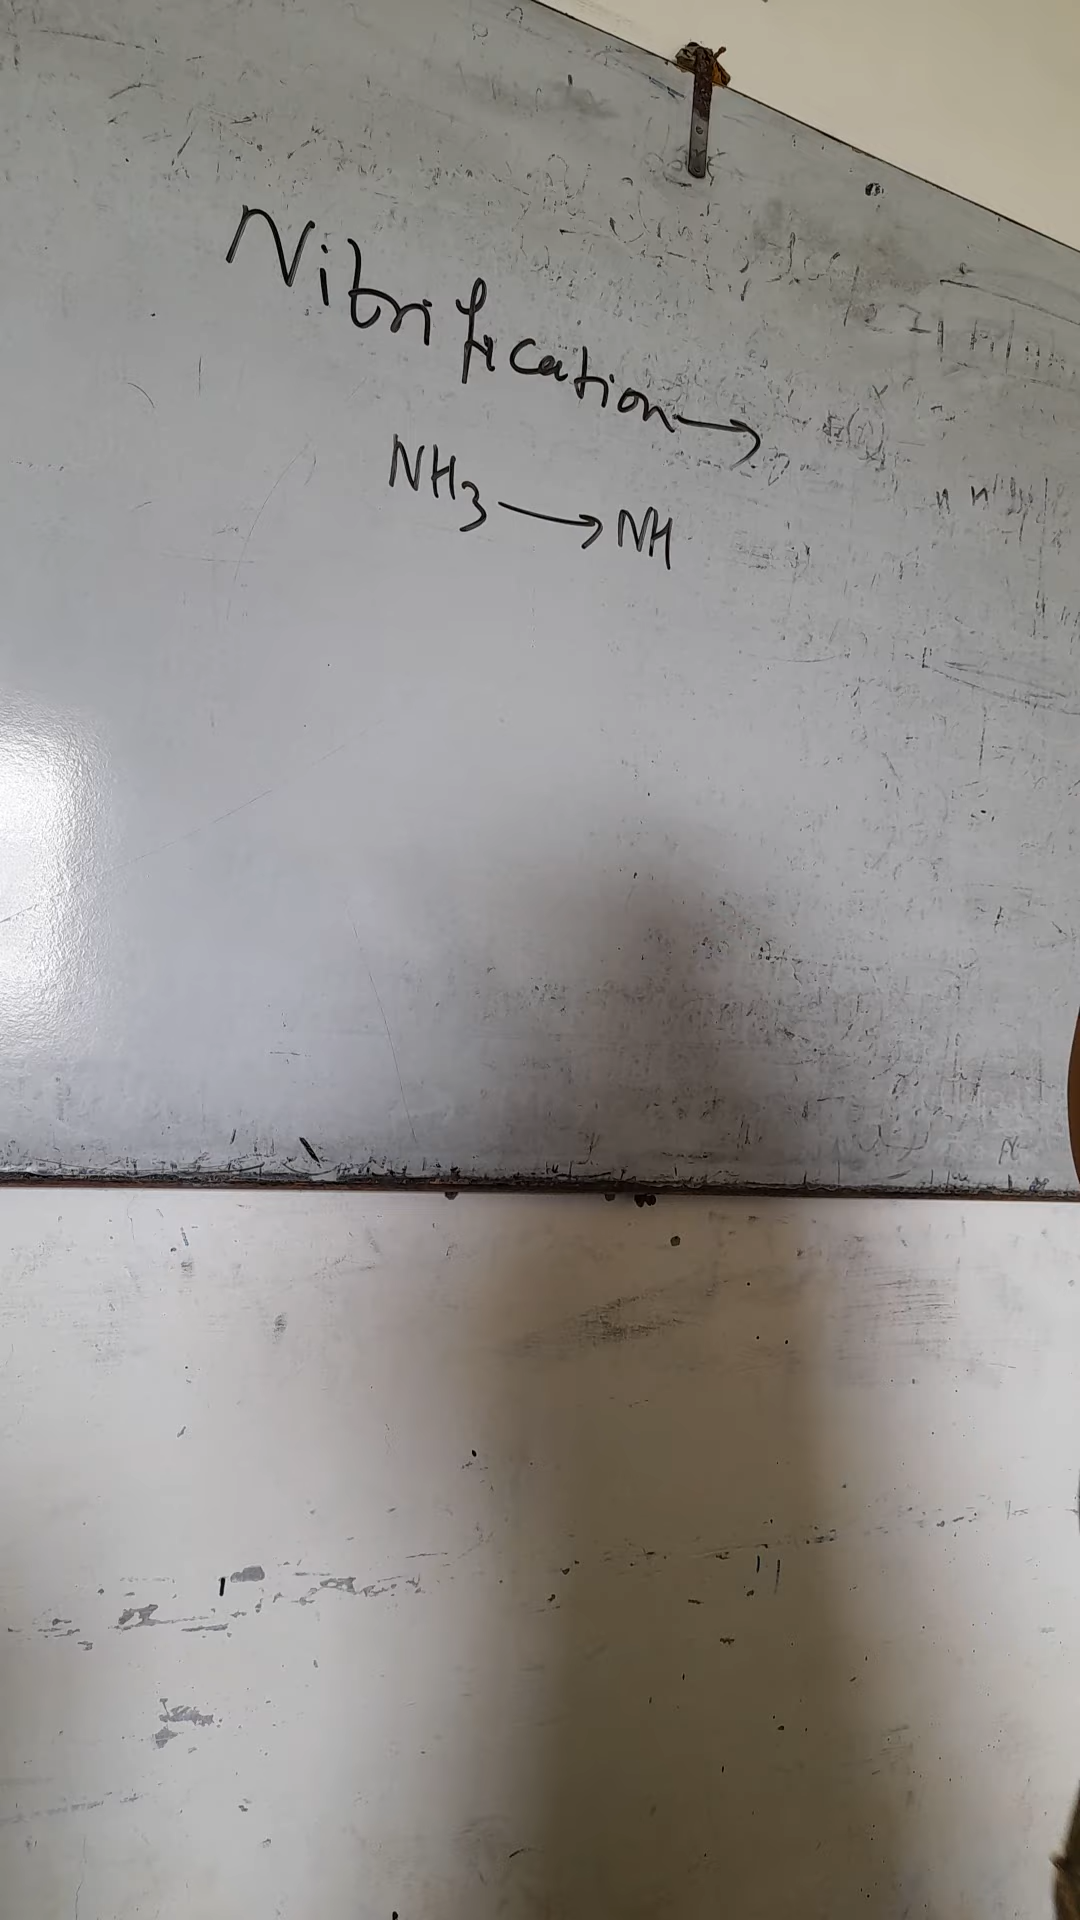 Nitrification →
NH3 → NH